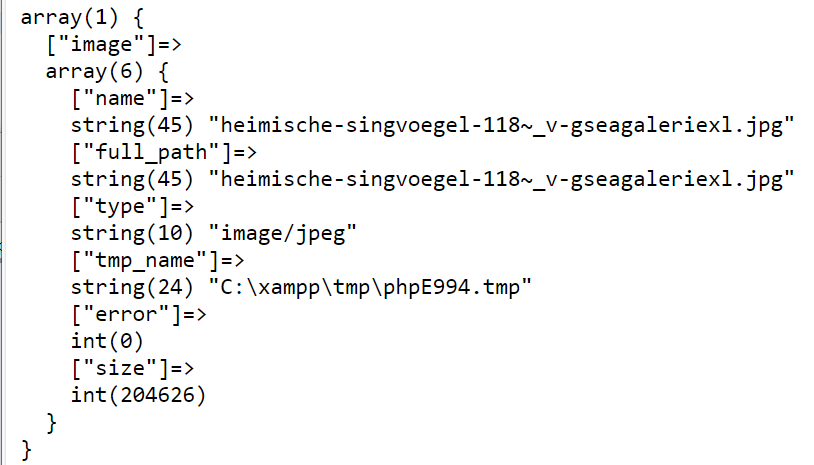 array(1) {
  ["image"]=>
  array(6) {
    ["name"]=>
    string(45) "heimische-singvoegel-118~_v-gseagaleriexl.jpg"
    ["full_path"]=>
    string(45) "heimische-singvoegel-118~_v-gseagaleriexl.jpg"
    ["type"]=>
    string(10) "image/jpeg"
    ["tmp_name"]=>
    string(24) "C:\xampp\tmp\phpE994.tmp"
    ["error"]=>
    int(0)
    ["size"]=>
    int(204626)
  }
}